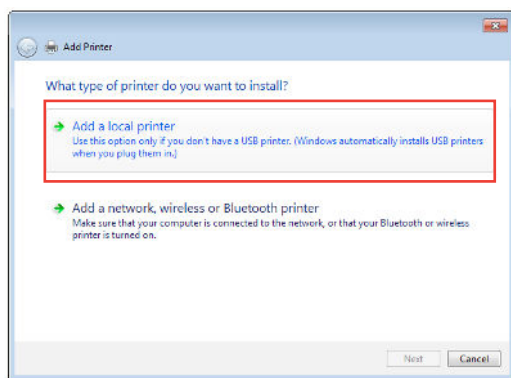 Add Printer
What type of printer do you want to install?
Add a local printer
Use this option only if you don't have a USB printer. (Windows automatically installs USB printers
when you plug them in.)
Add a network, wireless or Bluetooth printer
Make sure that your computer is connected to the network, or that your Bluetooth or wireless
printer is turned on.
Next Cancel